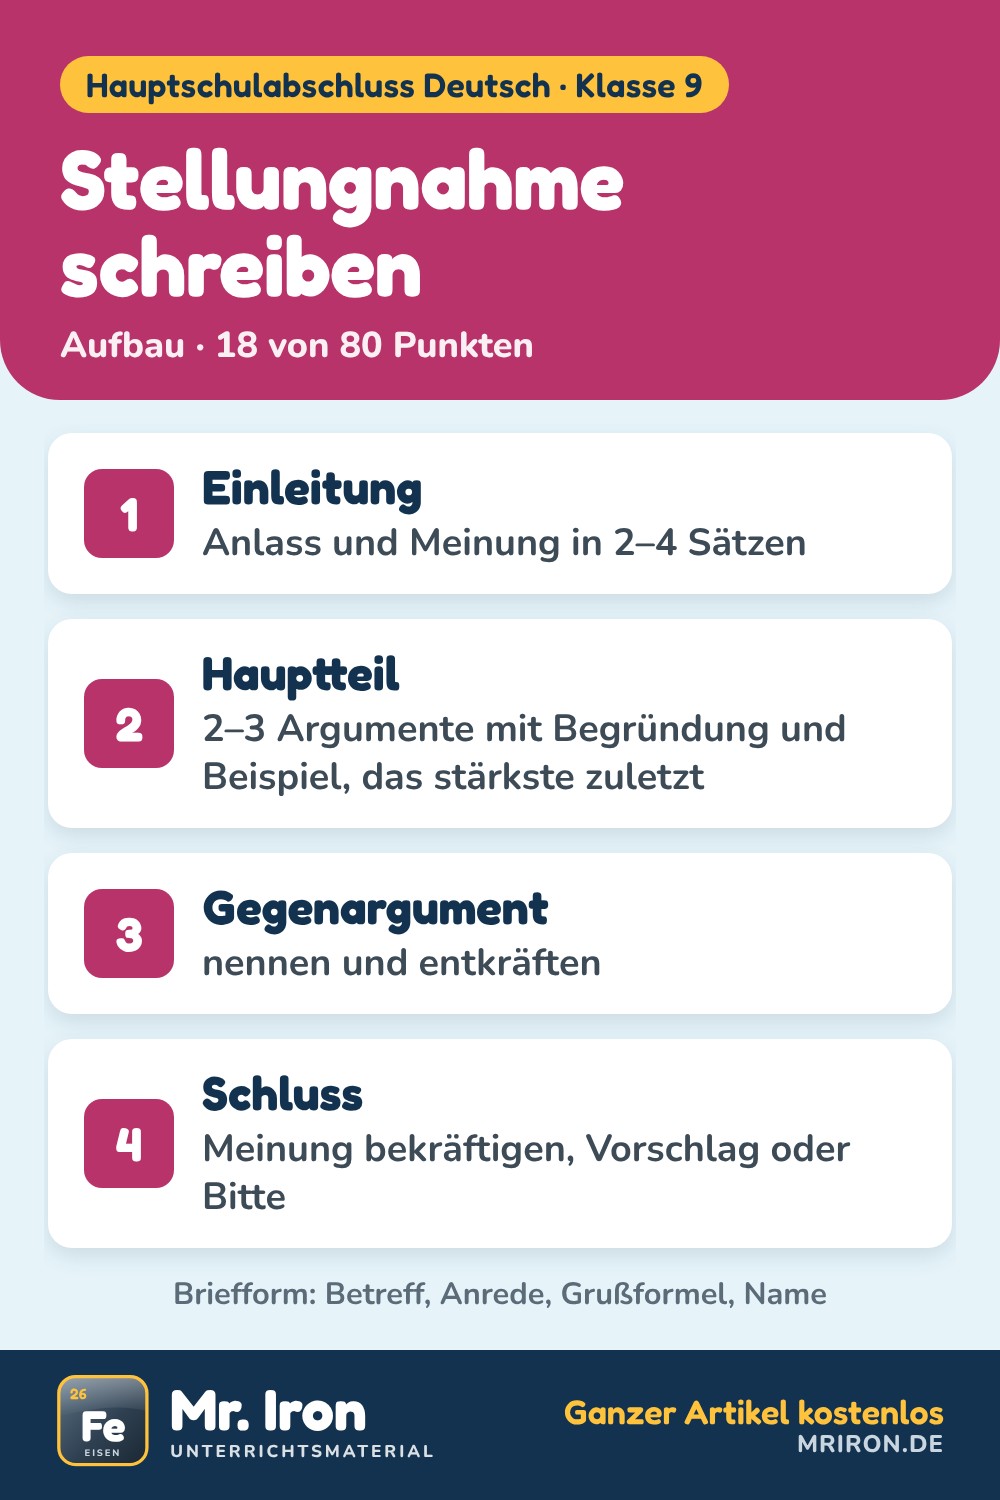 Hauptschulabschluss Deutsch · Klasse 9
Stellungnahme
schreiben
Aufbau · 18 von 80 Punkten
1
Einleitung
Anlass und Meinung in 2–4 Sätzen
2
Hauptteil
2–3 Argumente mit Begründung und
Beispiel, das stärkste zuletzt
3
Gegenargument
nennen und entkräften
4
Schluss
Meinung bekräftigen, Vorschlag oder
Bitte
Briefform: Betreff, Anrede, Grußformel, Name
26
Fe
EISEN
Mr. Iron
UNTERRICHTSMATERIAL
Ganzer Artikel kostenlos
MRIRON.DE